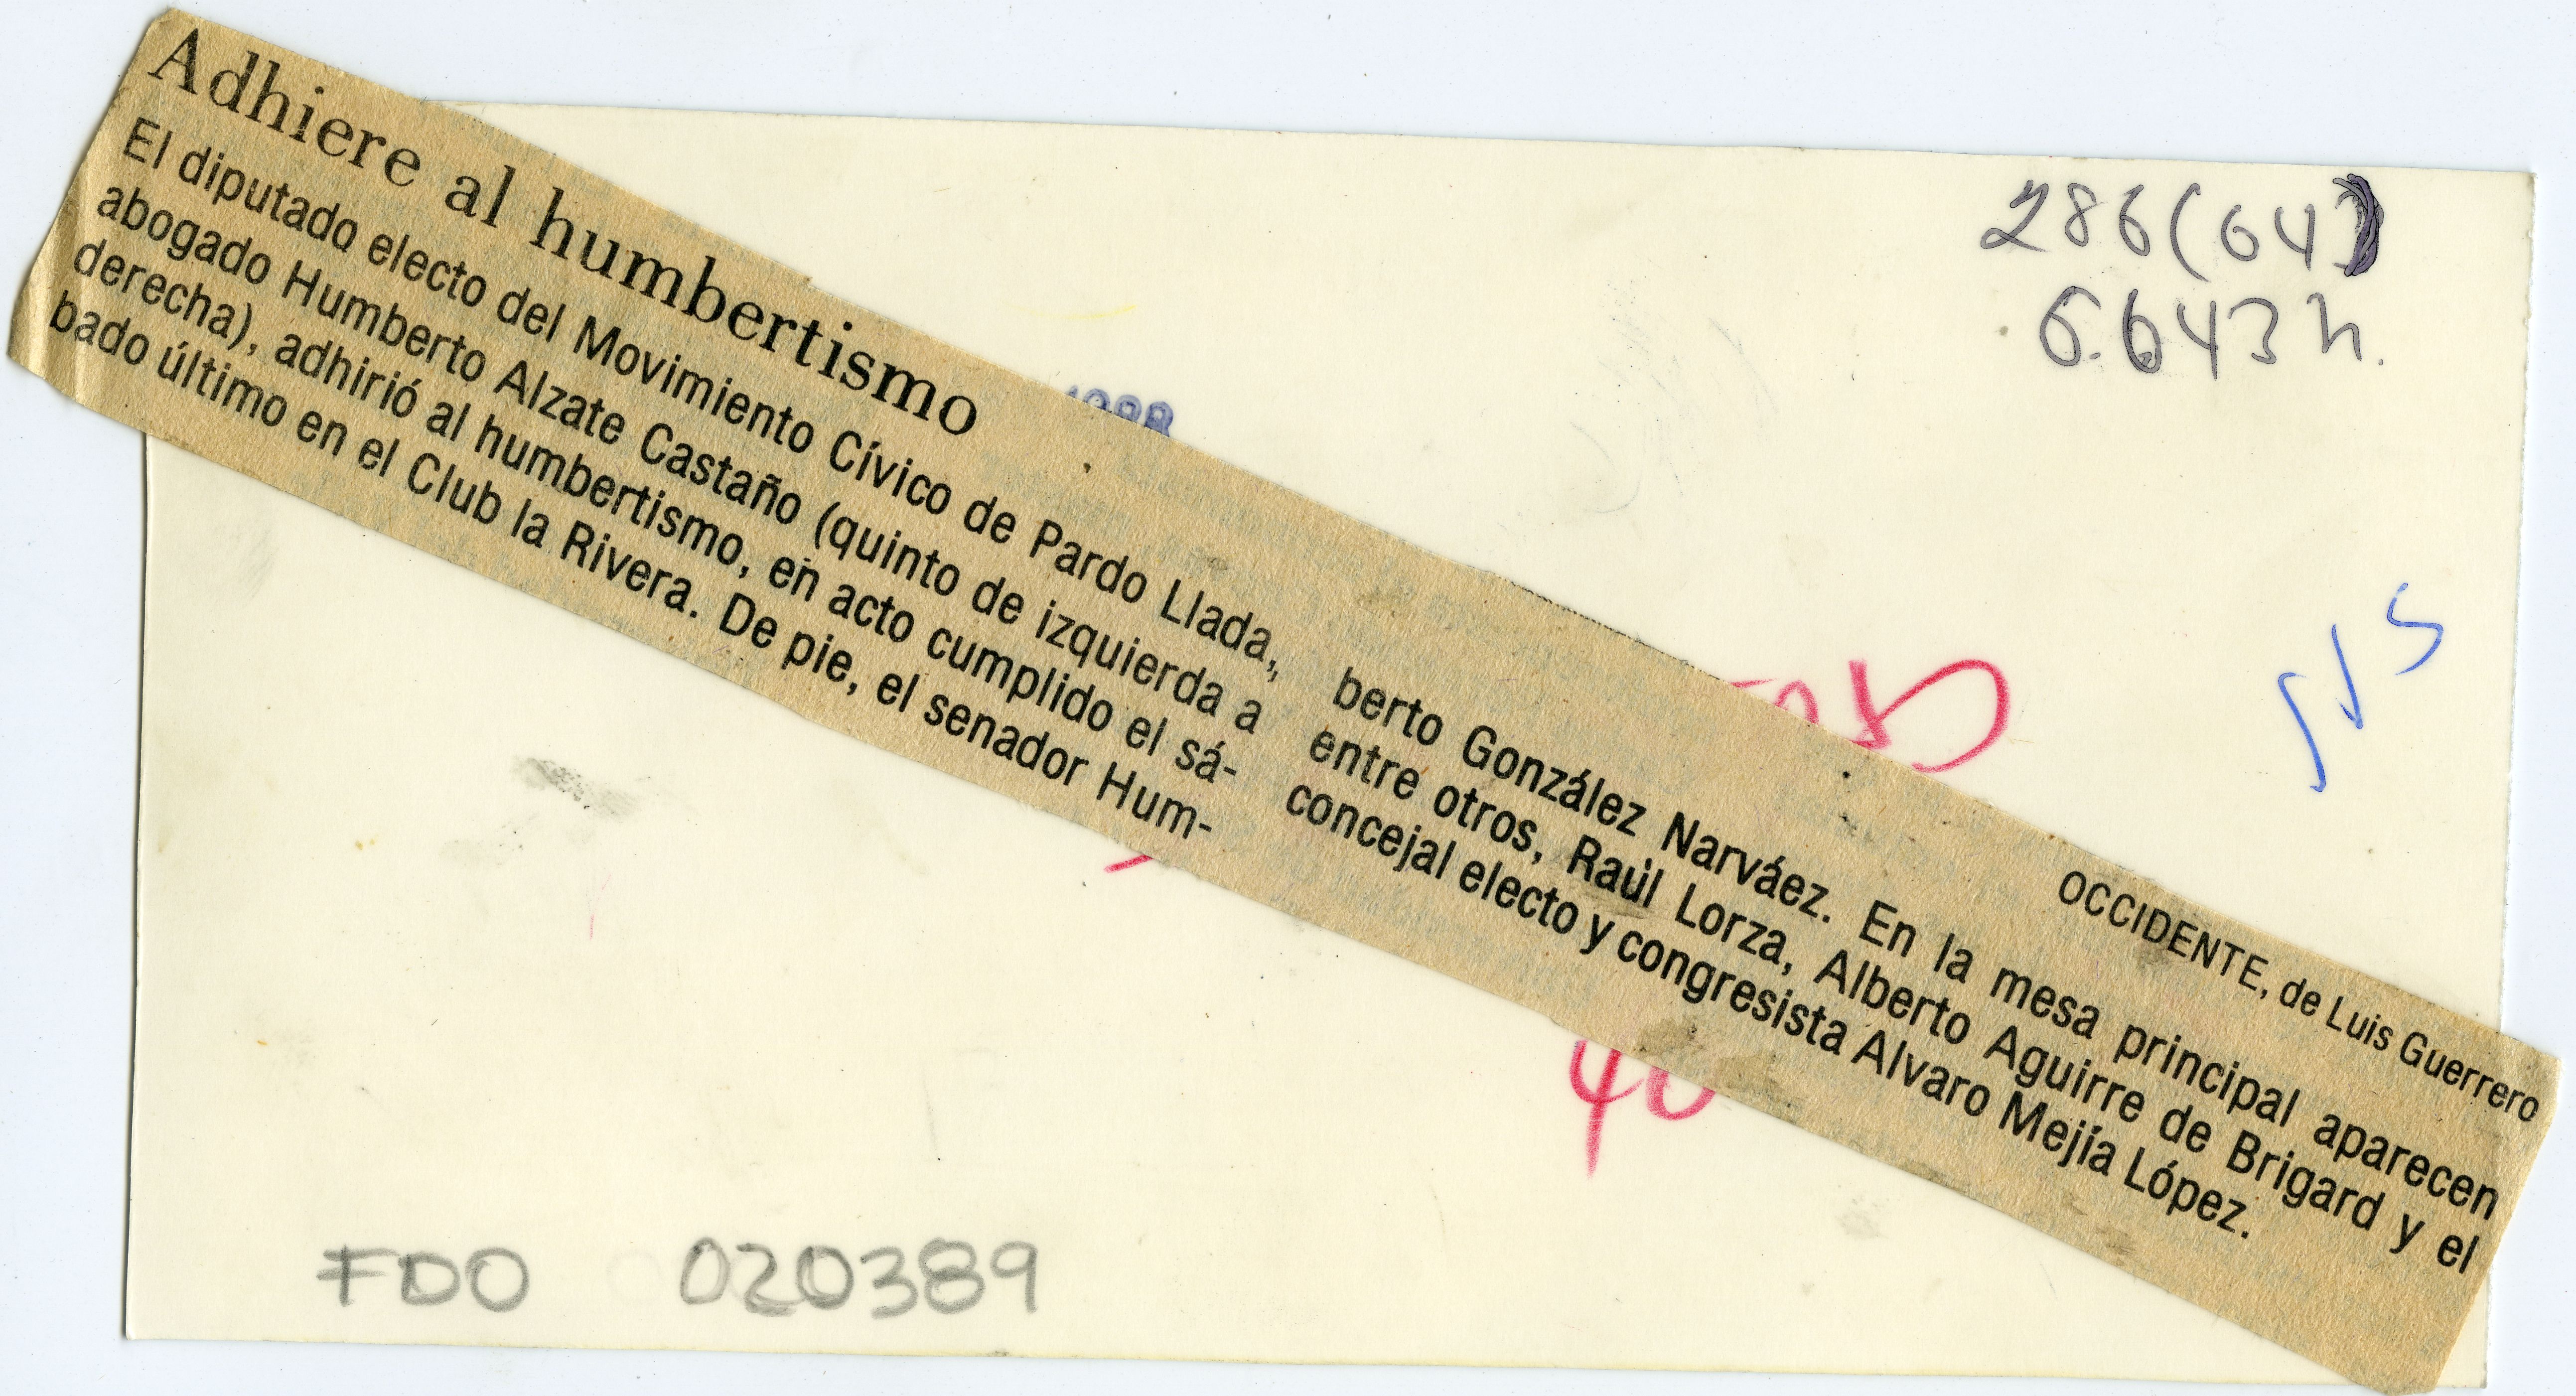 Adhiere al humbertismo
El diputado electo del Movimiento Cívico de Pardo Llada,
abogado Humberto Alzate Castaño (quinto de izquierda a
derecha), adhirió al humbertismo, en acto cumplido el sá-
bado último en el Club la Rivera. De pie, el senador Hum-
OCCIDENTE, de Luis Guerrero
berto González Narváez. En la mesa principal aparecen
entre otros, Raúl Lorza, Alberto Aguirre de Brigard y el
concejal electo y congresista Alvaro Mejía López.
1988
286(64)
6.643 h.
40
FDO 020389